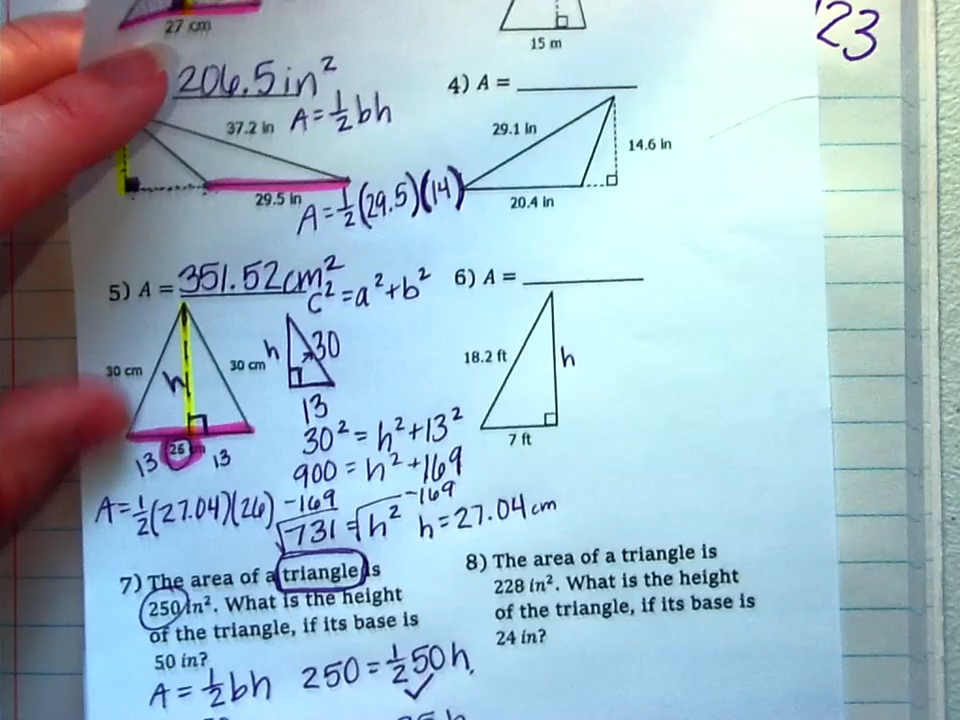 27 cm
15 m
'23
206.5 in²
4) A = ____
A = ½bh
37.2 in
29.1 in
14.6 in
29.5 in
A = ½(29.5)(14)
20.4 in
5) A = 351.52 cm²
c² = a² + b²
6) A = ____
30 cm
h
30 cm
h
30
18.2 ft
h
13
26
13
13
7 ft
30² = h² + 13²
900 = h² + 169
-169 -169
A = ½(27.04)(26)
√731 = √h² h = 27.04 cm
7) The area of a triangle is
250 in². What is the height
of the triangle, if its base is
50 in?
A = ½bh 250 = ½50h
8) The area of a triangle is
228 in². What is the height
of the triangle, if its base is
24 in?